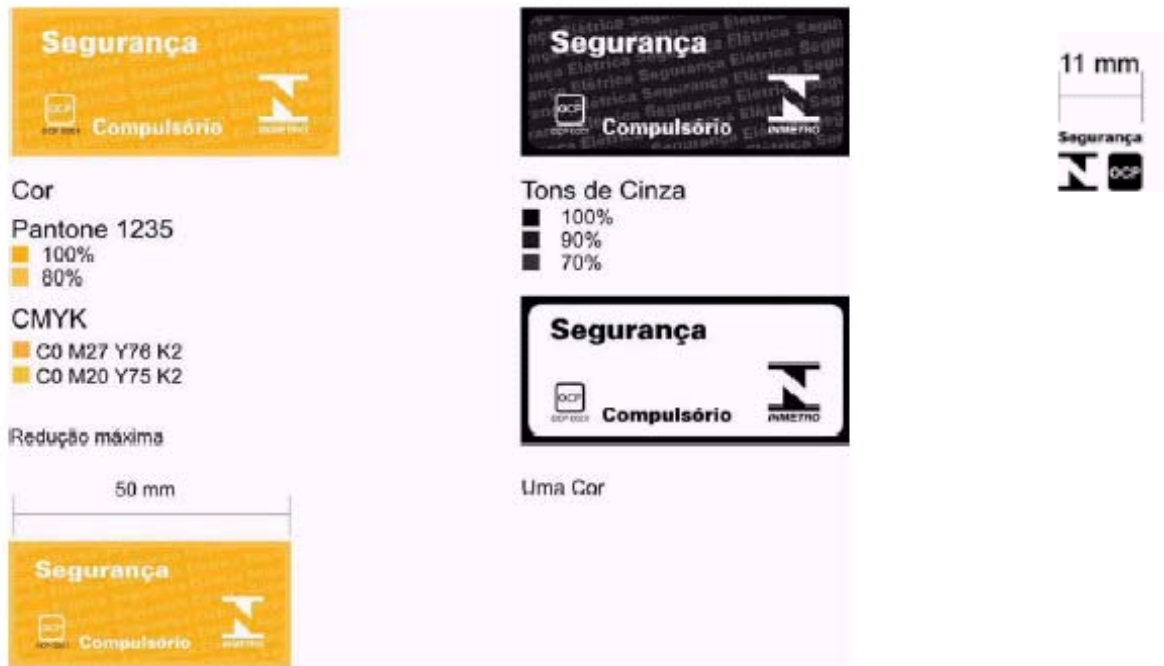 Segurança
OCP
Compulsório
INMETRO
Cor
Pantone 1235
100%
80%
CMYK
C0 M27 Y76 K2
C0 M20 Y75 K2
Redução máxima
50 mm
Segurança
Compulsório
Segurança
OCP
Compulsório
INMETRO
Tons de Cinza
100%
90%
70%
Segurança
OCP
Compulsório
INMETRO
Uma Cor
11 mm
Segurança
OCP